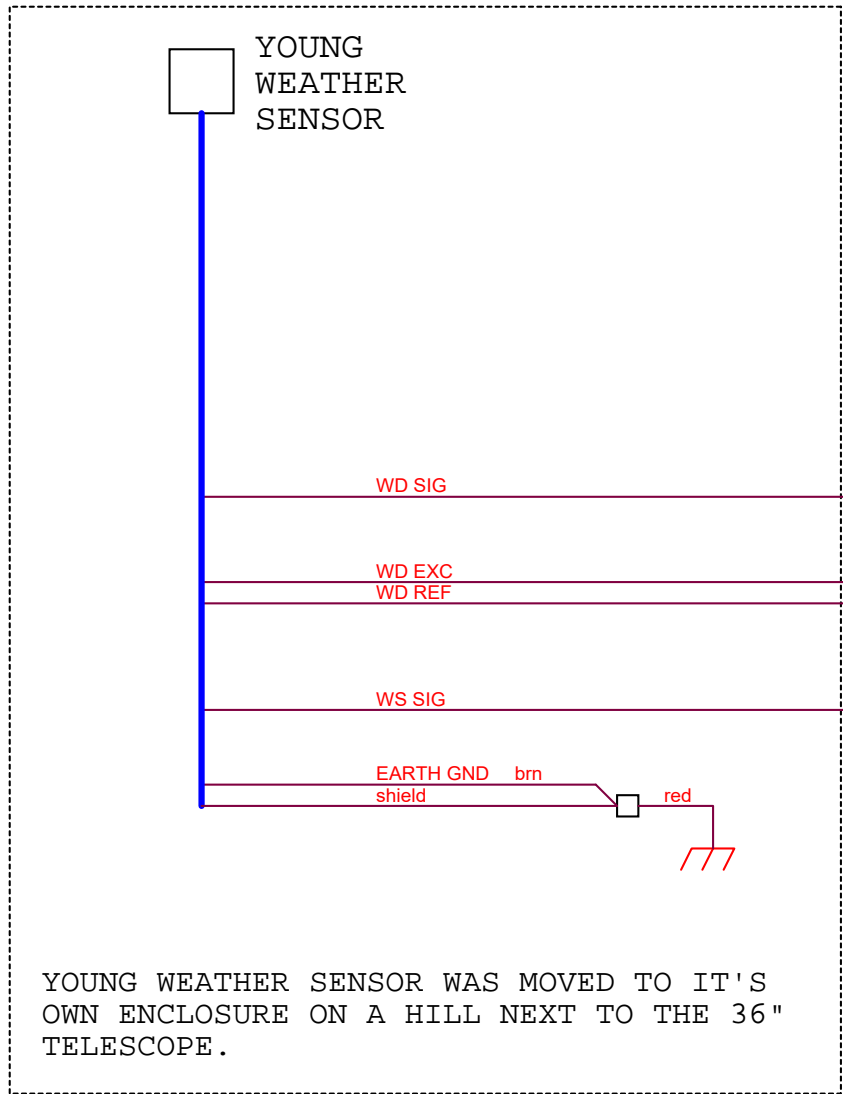 YOUNG
WEATHER
SENSOR
WD SIG
WD EXC
WD REF
WS SIG
EARTH GND brn
shield
red
YOUNG WEATHER SENSOR WAS MOVED TO IT'S
OWN ENCLOSURE ON A HILL NEXT TO THE 36"
TELESCOPE.